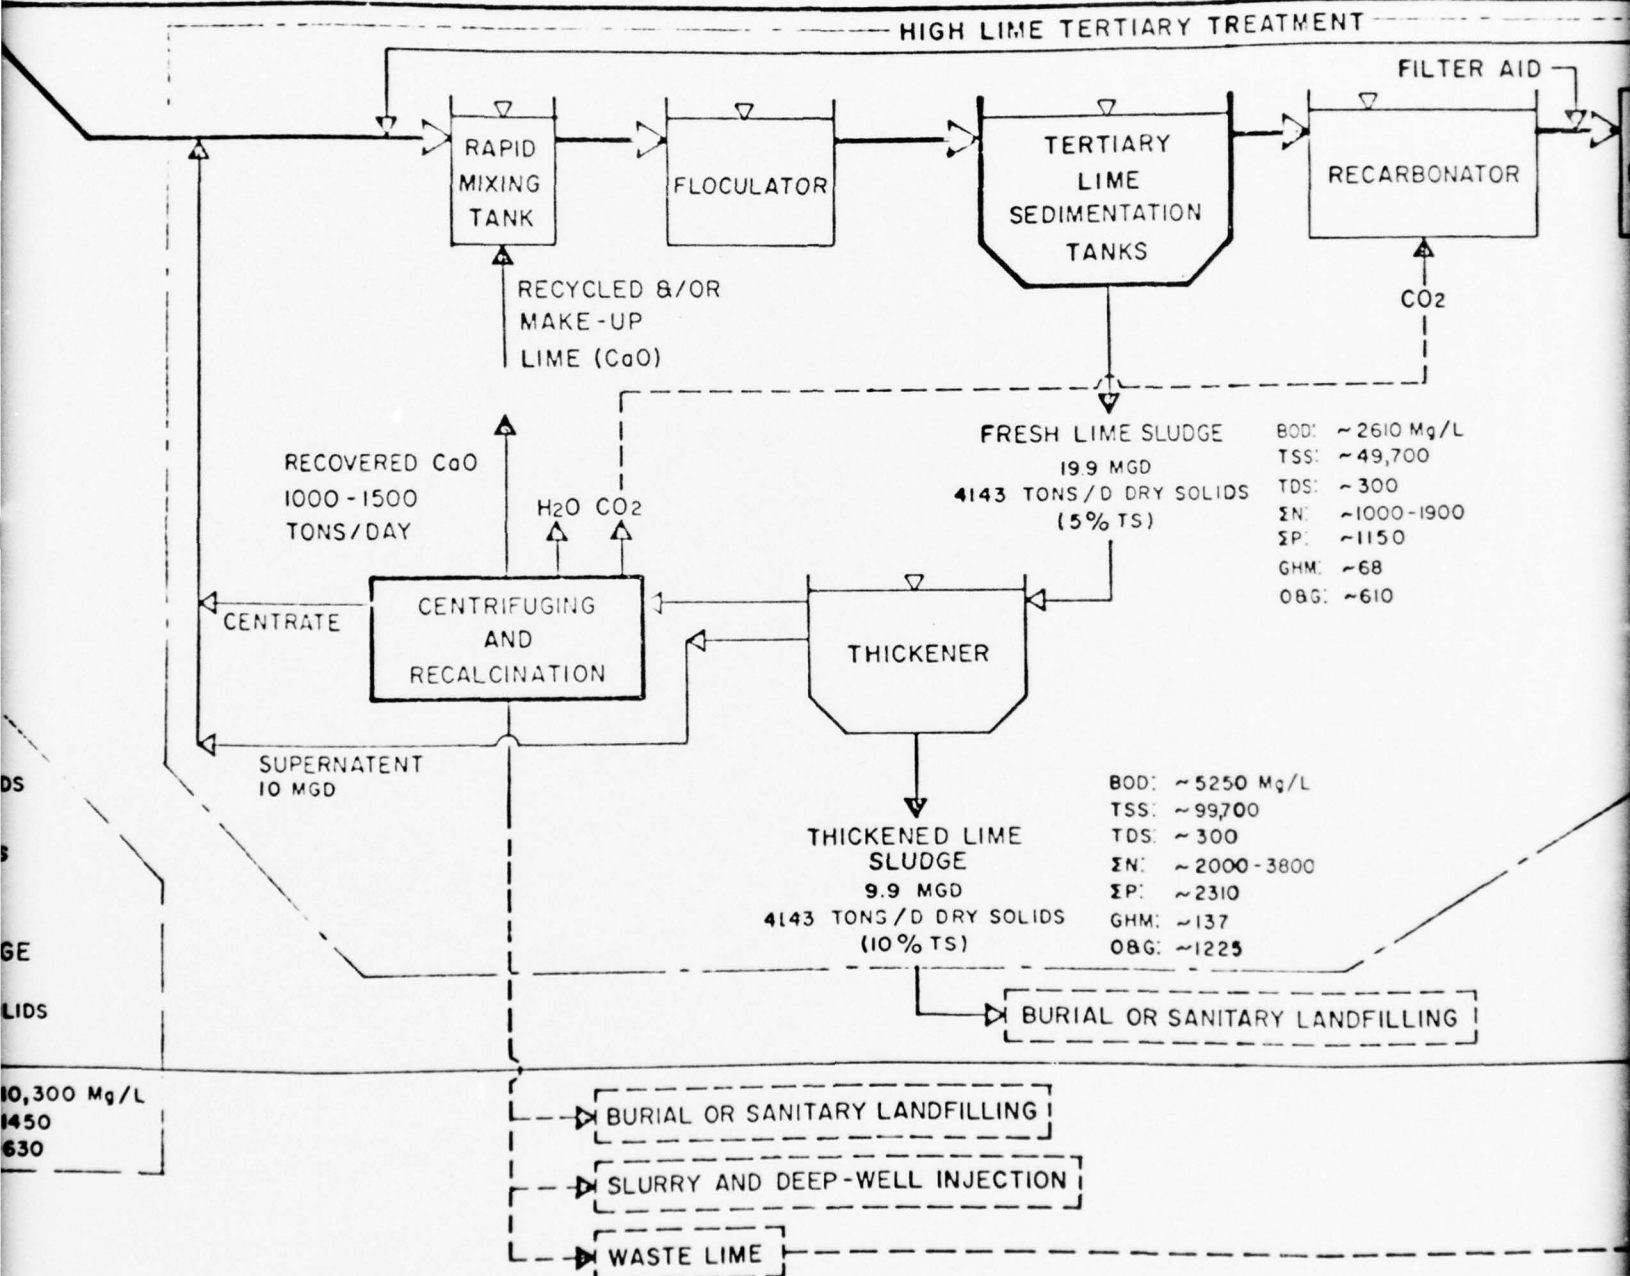 HIGH LIME TERTIARY TREATMENT
FILTER AID
RAPID
MIXING
TANK
FLOCULATOR
TERTIARY
LIME
SEDIMENTATION
TANKS
RECARBONATOR
RECYCLED &/OR
MAKE-UP
LIME (CaO)
CO2
RECOVERED CaO
1000-1500
TONS/DAY
H2O CO2
FRESH LIME SLUDGE
19.9 MGD
4143 TONS/D DRY SOLIDS
(5% TS)
BOD: ~2610 Mg/L
TSS: ~49,700
TDS: ~300
ΣN: ~1000-1900
ΣP: ~1150
GHM: ~68
O&G: ~610
CENTRATE
CENTRIFUGING
AND
RECALCINATION
THICKENER
SUPERNATENT
10 MGD
THICKENED LIME
SLUDGE
9.9 MGD
4143 TONS/D DRY SOLIDS
(10% TS)
BOD: ~5250 Mg/L
TSS: ~99,700
TDS: ~300
ΣN: ~2000-3800
ΣP: ~2310
GHM: ~137
O&G: ~1225
DS
S
GE
LIDS
BURIAL OR SANITARY LANDFILLING
10,300 Mg/L
1450
630
BURIAL OR SANITARY LANDFILLING
SLURRY AND DEEP-WELL INJECTION
WASTE LIME